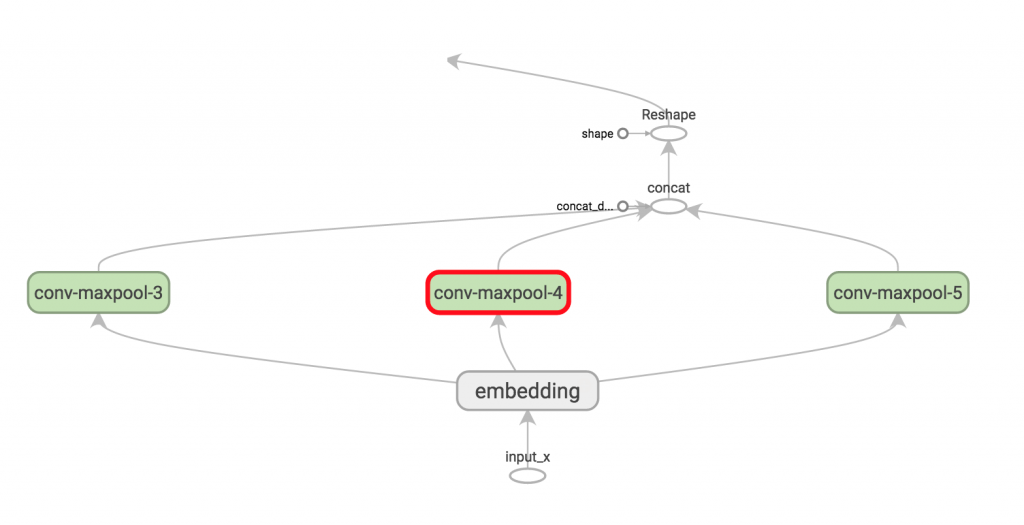 Reshape
shape
concat
concat_d...
conv-maxpool-3
conv-maxpool-4
conv-maxpool-5
embedding
input_x